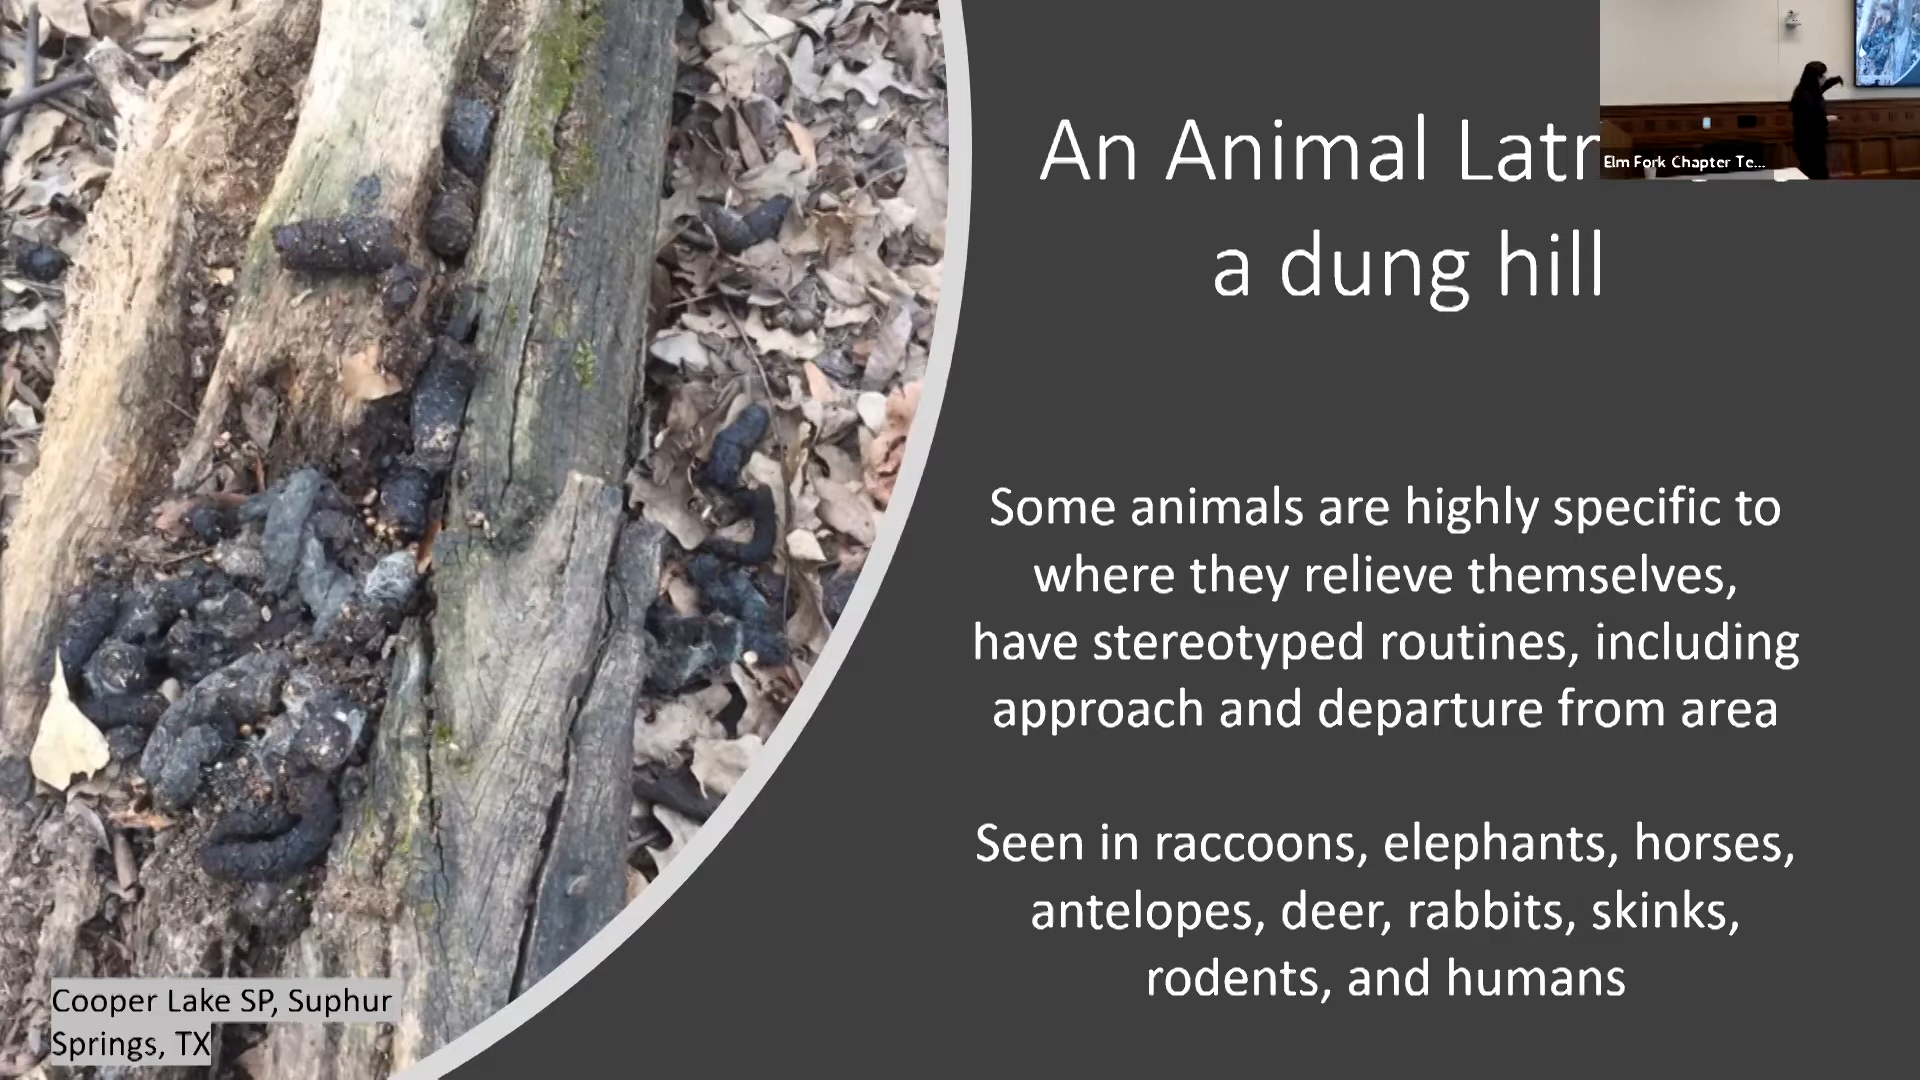 An Animal Latr
a dung hill
Elm Fork Chapter Te...
Some animals are highly specific to
where they relieve themselves,
have stereotyped routines, including
approach and departure from area
Seen in raccoons, elephants, horses,
antelopes, deer, rabbits, skinks,
rodents, and humans
Cooper Lake SP, Suphur
Springs, TX